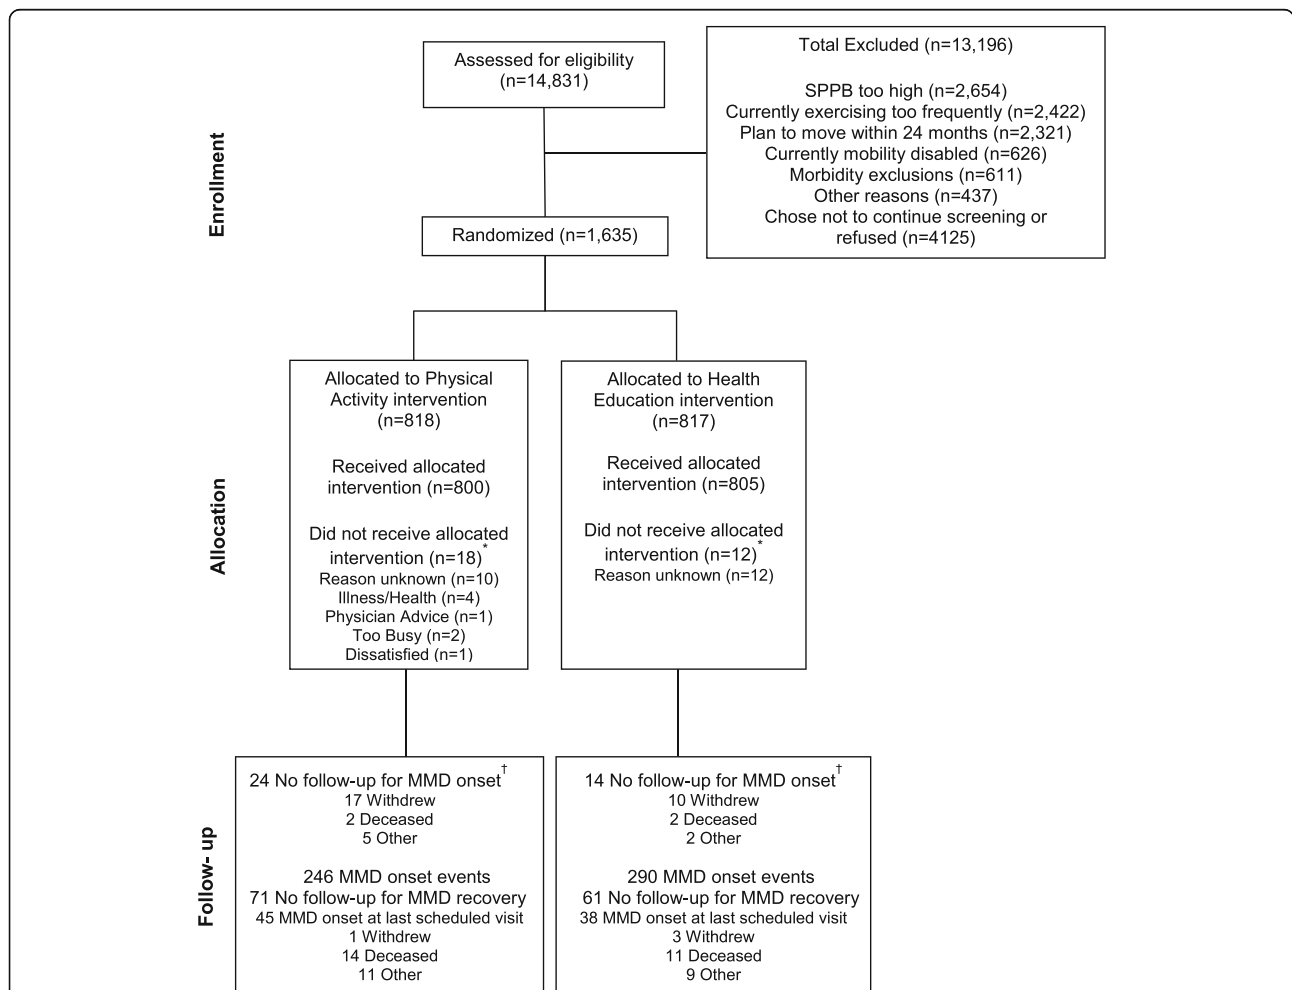 Assessed for eligibility
(n=14,831)
Total Excluded (n=13,196)
SPPB too high (n=2,654)
Currently exercising too frequently (n=2,422)
Plan to move within 24 months (n=2,321)
Currently mobility disabled (n=626)
Morbidity exclusions (n=611)
Other reasons (n=437)
Chose not to continue screening or
refused (n=4125)
Enrollment
Randomized (n=1,635)
Allocation
Allocated to Physical
Activity intervention
(n=818)
Received allocated
intervention (n=800)
Did not receive allocated
intervention (n=18)*
Reason unknown (n=10)
Illness/Health (n=4)
Physician Advice (n=1)
Too Busy (n=2)
Dissatisfied (n=1)
Allocated to Health
Education intervention
(n=817)
Received allocated
intervention (n=805)
Did not receive allocated
intervention (n=12)*
Reason unknown (n=12)
Follow- up
24 No follow-up for MMD onset†
17 Withdrew
2 Deceased
5 Other
246 MMD onset events
71 No follow-up for MMD recovery
45 MMD onset at last scheduled visit
1 Withdrew
14 Deceased
11 Other
14 No follow-up for MMD onset†
10 Withdrew
2 Deceased
2 Other
290 MMD onset events
61 No follow-up for MMD recovery
38 MMD onset at last scheduled visit
3 Withdrew
11 Deceased
9 Other